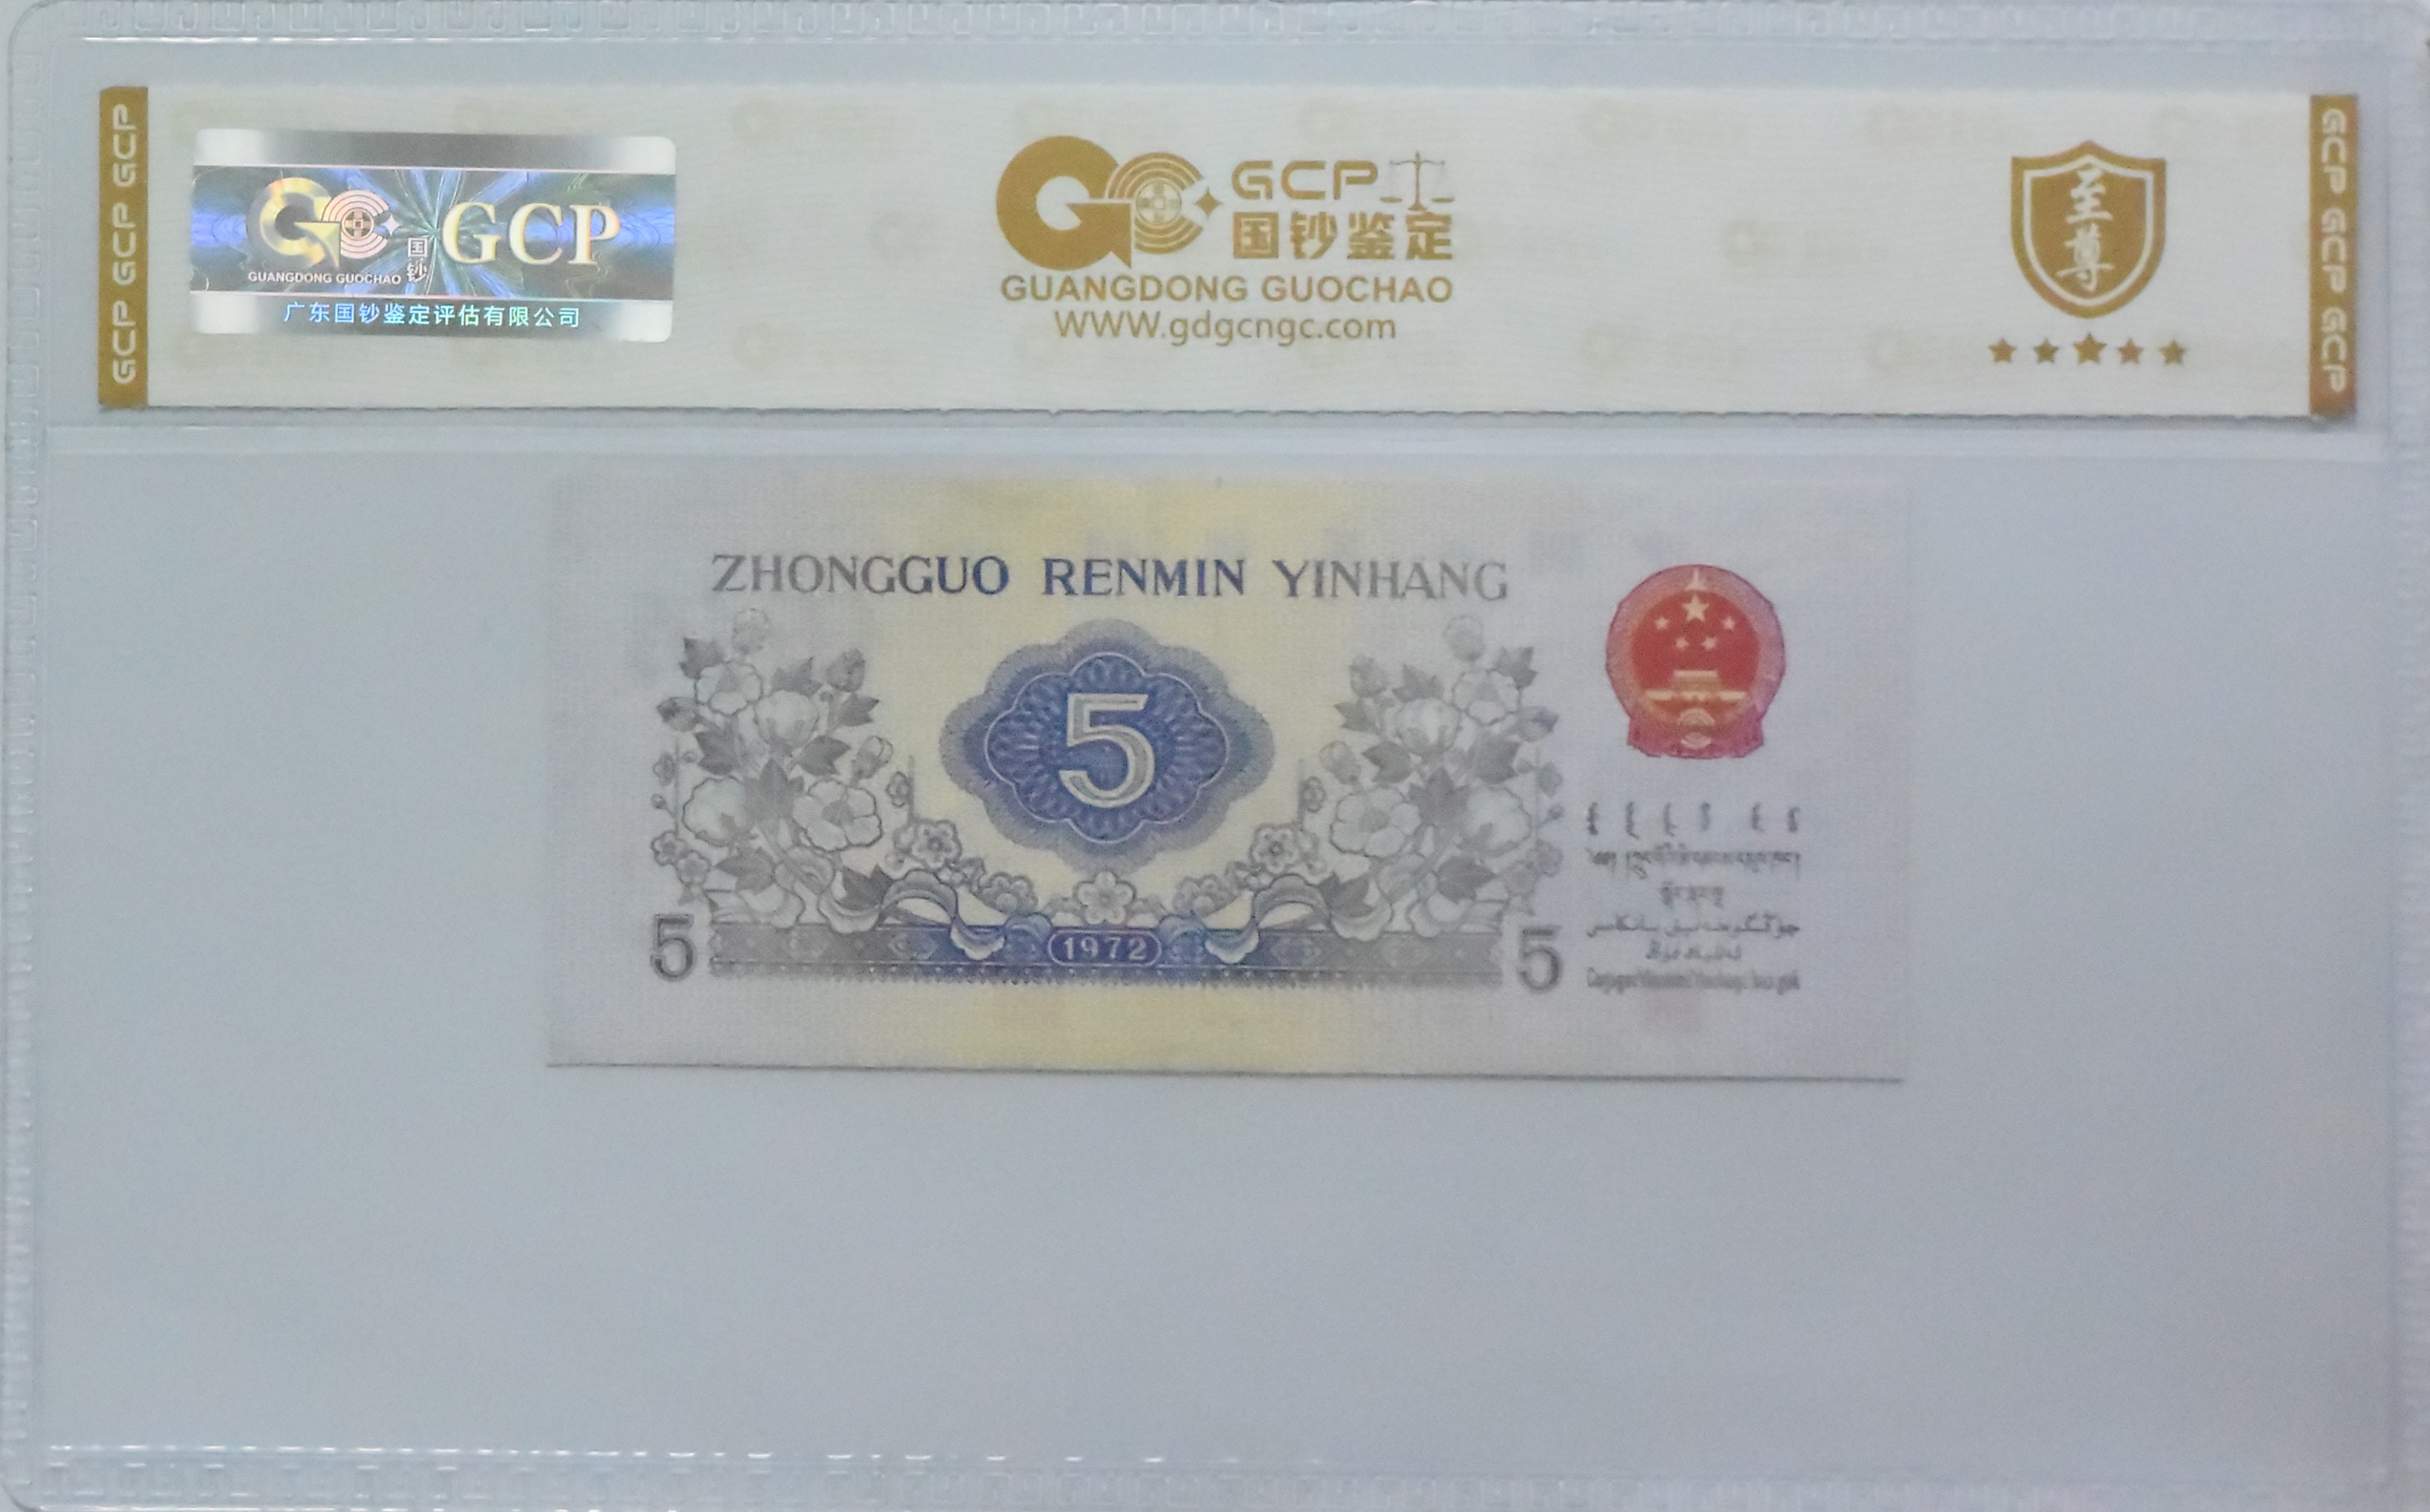 GCP GCP GCP
GUANGDONG GUOCHAO
国钞
GCP
广东国钞鉴定评估有限公司
GCP
国钞鉴定
GUANGDONG GUOCHAO
WWW.gdgcngc.com
至尊
GCP GCP GCP
ZHONGGUO RENMIN YINHANG
5
1972
5
5